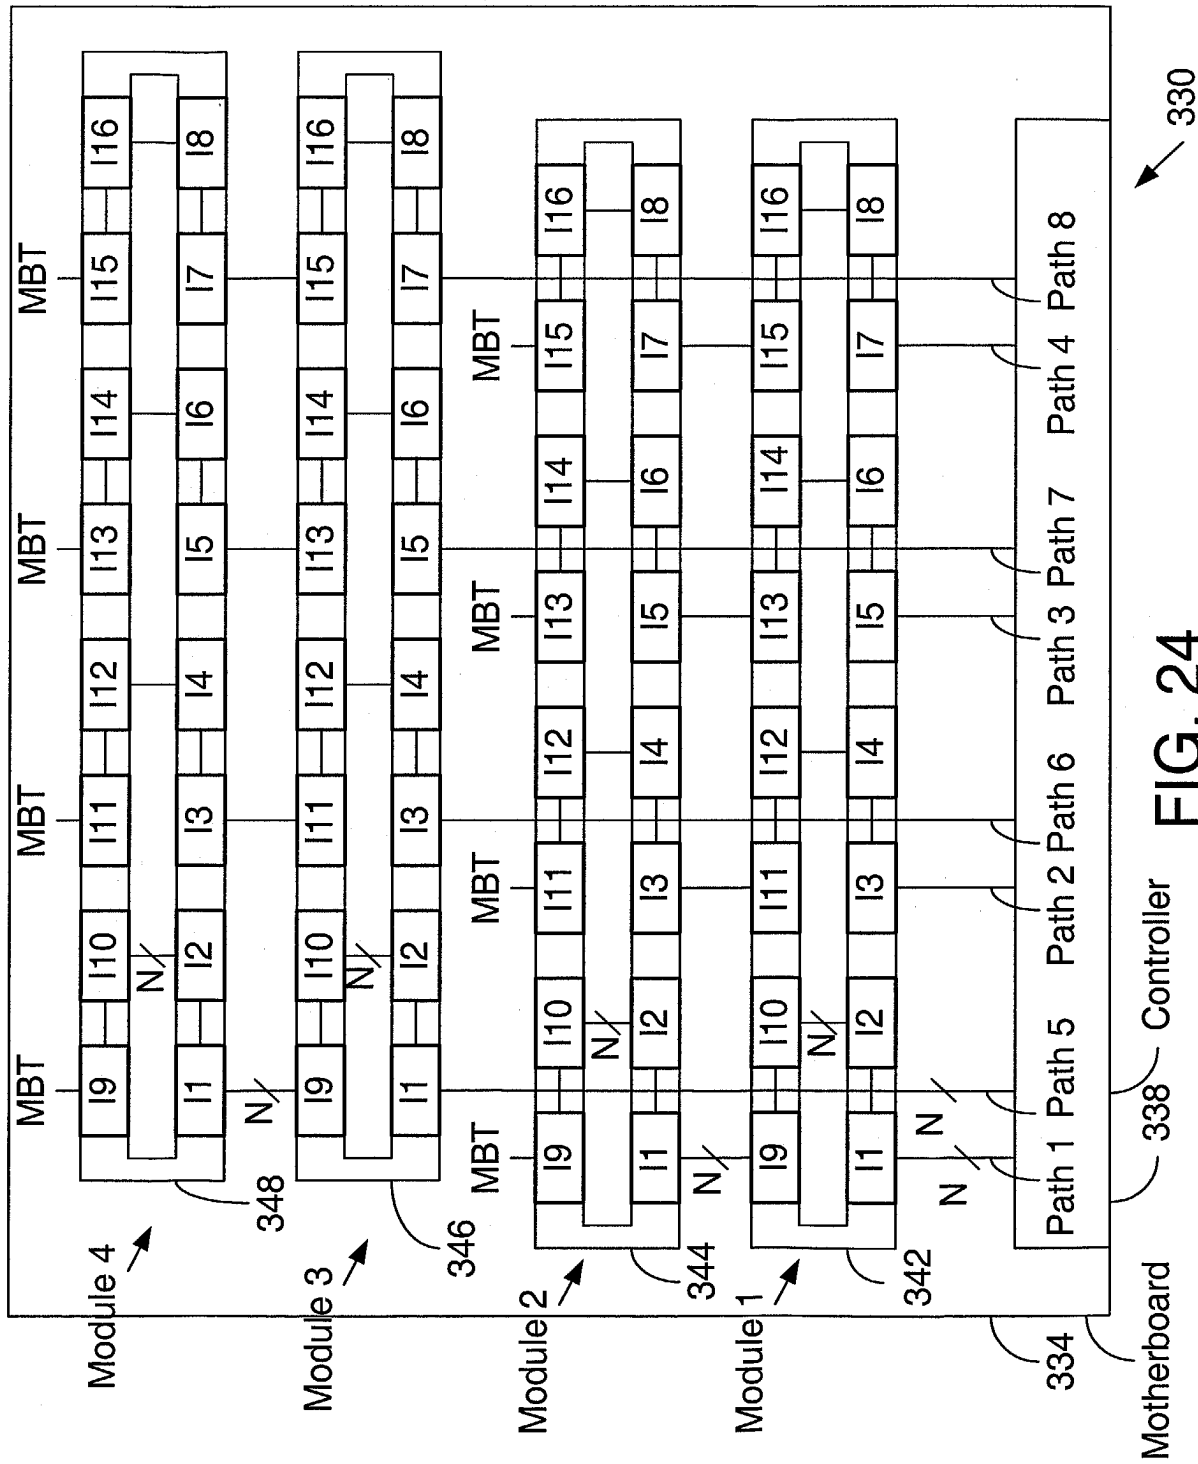 MBT MBT MBT MBT
I9 I10 I11 I12 I13 I14 I15 I16
N
I1 I2 I3 I4 I5 I6 I7 I8
Module 4
348
N
I9 I10 I11 I12 I13 I14 I15 I16
N
I1 I2 I3 I4 I5 I6 I7 I8
Module 3
346
MBT MBT MBT MBT
I9 I10 I11 I12 I13 I14 I15 I16
N
I1 I2 I3 I4 I5 I6 I7 I8
Module 2
344
N
I9 I10 I11 I12 I13 I14 I15 I16
N
I1 I2 I3 I4 I5 I6 I7 I8
Module 1
342
N N
Path 1 Path 5 Path 2 Path 6 Path 3 Path 7 Path 4 Path 8
334
Motherboard
338
Controller
330
FIG. 24